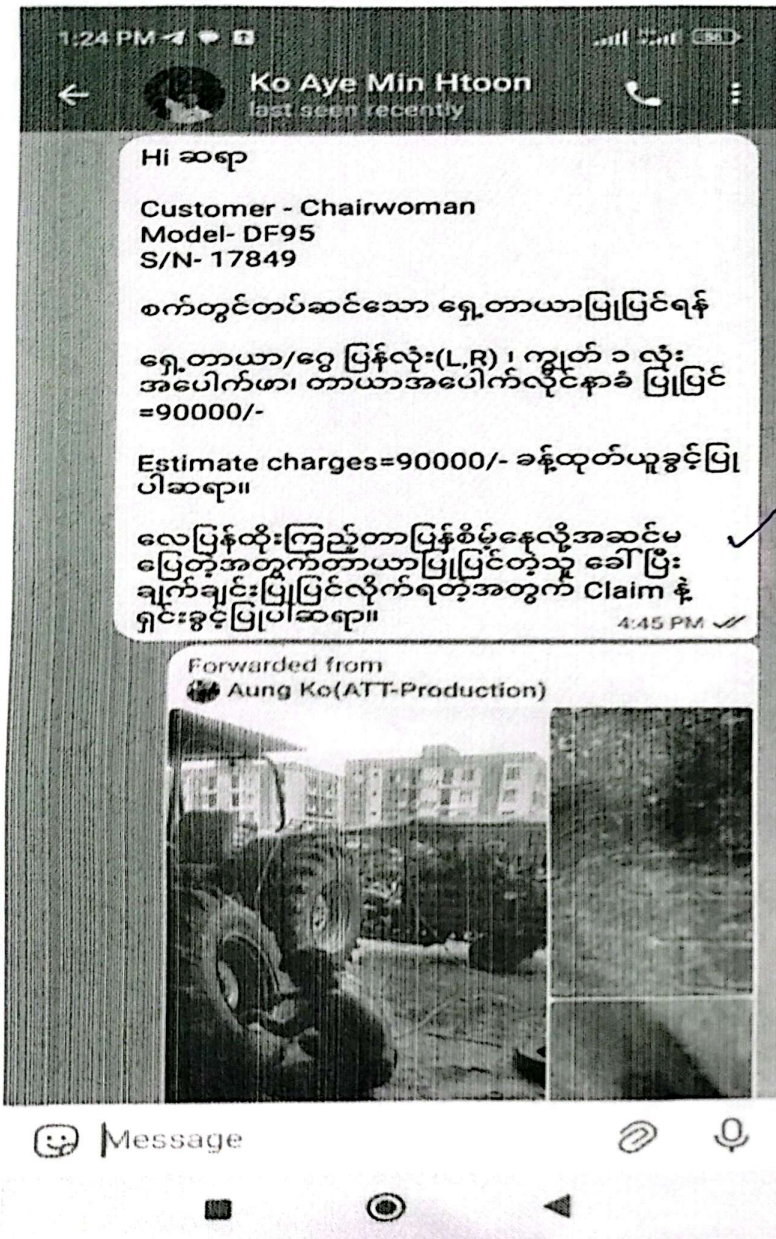 1:24 PM
86
Ko Aye Min Htoon
last seen recently
Hi ဆရာ
Customer - Chairwoman
Model- DF95
S/N- 17849
စက်တွင်တပ်ဆင်သော ရှေ့တာယာပြုပြင်ရန်
ရှေ့တာယာ/ဂွေ ပြန်လုံး(L,R) ၊ ကျွတ် ၁ လုံး
အပေါက်ဖာ၊ တာယာအပေါက်လိုင်နာခံ ပြုပြင်
=90000/-
Estimate charges=90000/- ခန့်ထုတ်ယူခွင့်ပြု
ပါဆရာ။
လေပြန်ထိုးကြည့်တာပြန်စိမ့်နေလို့အဆင်မ
ပြေတဲ့အတွက်တာယာပြုပြင်တဲ့သူ ခေါ်ပြီး
ချက်ချင်းပြုပြင်လိုက်ရတဲ့အတွက် Claim နဲ့
ရှင်းခွင့်ပြုပါဆရာ။
4:45 PM
Forwarded from
Aung Ko(ATT-Production)
Message